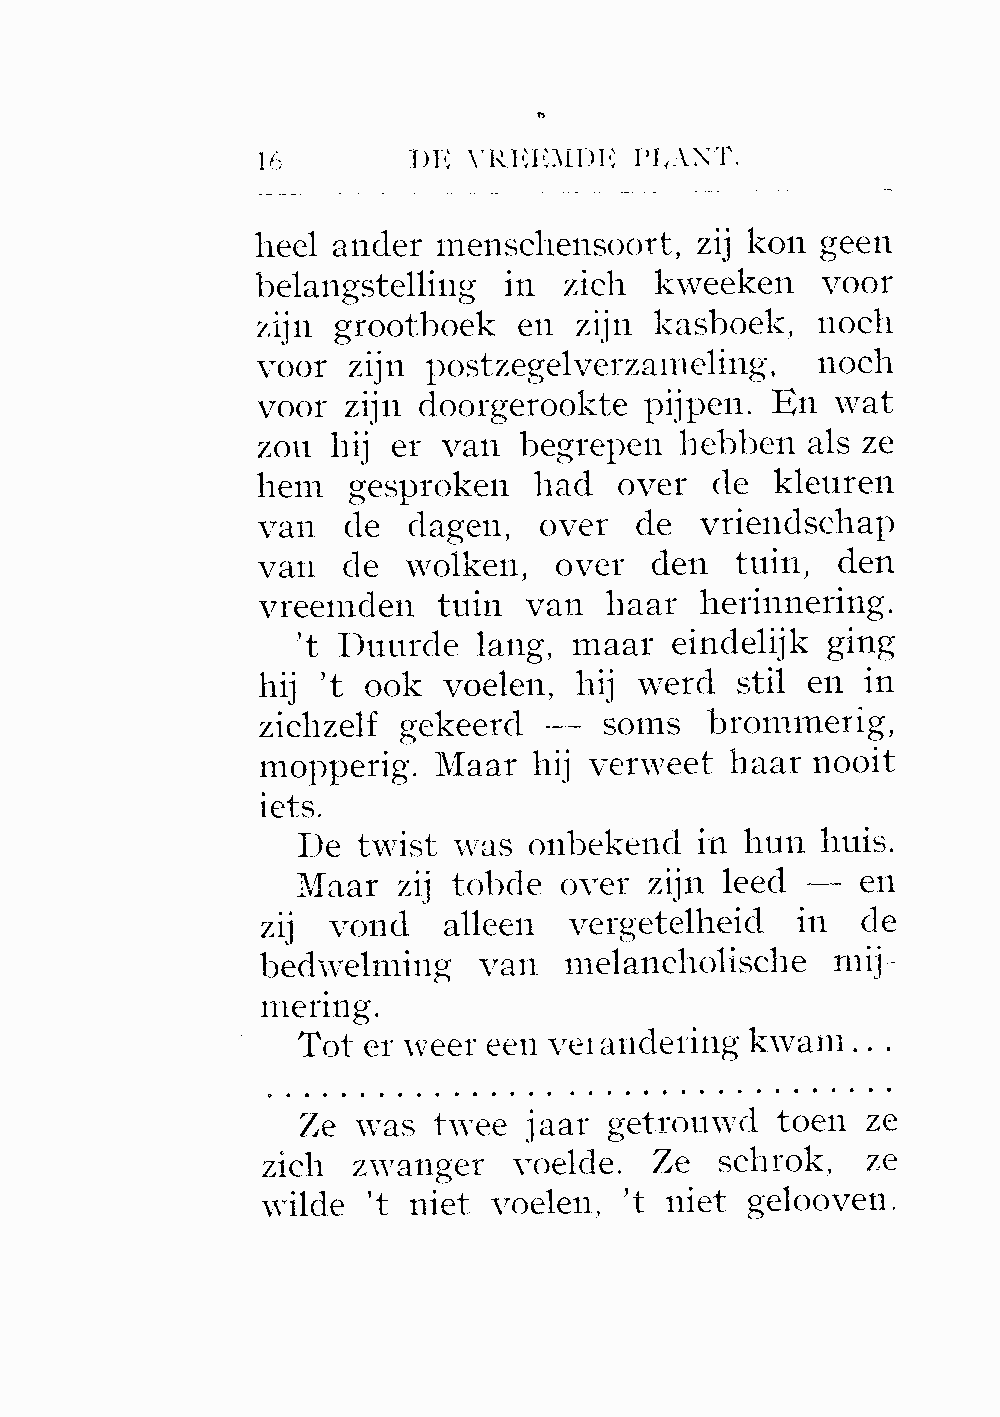 16 DE VREEMDE PLANT.
heel ander menschensoort, zij kon geen
belangstelling in zich kweeken voor
zijn grootboek en zijn kasboek, noch
voor zijn postzegelverzameling, noch
voor zijn doorgerookte pijpen. En wat
zou hij er van begrepen hebben als ze
hem gesproken had over de kleuren
van de dagen, over de vriendschap
van de wolken, over den tuin, den
vreemden tuin van haar herinnering.
't Duurde lang, maar eindelijk ging
hij 't ook voelen, hij werd stil en in
zichzelf gekeerd — soms brommerig,
mopperig. Maar hij verweet haar nooit
iets.
De twist was onbekend in hun huis.
Maar zij tobde over zijn leed — en
zij vond alleen vergetelheid in de
bedwelming van melancholische mij-
mering.
Tot er weer een verandering kwam...
. . . . . . . . . . . . . . . . . . . . . . . . . . . . . . . . . .
Ze was twee jaar getrouwd toen ze
zich zwanger voelde. Ze schrok, ze
wilde 't niet voelen, 't niet gelooven.